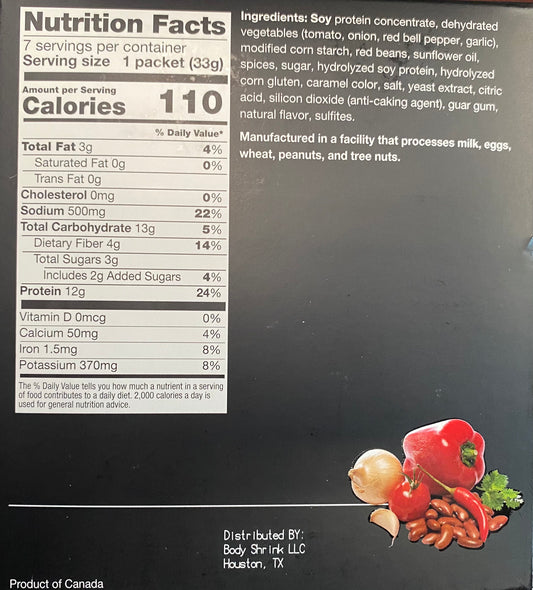 Nutrition Facts
7 servings per container
Serving size 1 packet (33g)
Amount per Serving
Calories 110
% Daily Value*
Total Fat 3g 4%
Saturated Fat 0g 0%
Trans Fat 0g
Cholesterol 0mg 0%
Sodium 500mg 22%
Total Carbohydrate 13g 5%
Dietary Fiber 4g 14%
Total Sugars 3g
Includes 2g Added Sugars 4%
Protein 12g 24%
Vitamin D 0mcg 0%
Calcium 50mg 4%
Iron 1.5mg 8%
Potassium 370mg 8%
The % Daily Value tells you how much a nutrient in a serving
of food contributes to a daily diet. 2,000 calories a day is
used for general nutrition advice.
Ingredients: Soy protein concentrate, dehydrated
vegetables (tomato, onion, red bell pepper, garlic),
modified corn starch, red beans, sunflower oil,
spices, sugar, hydrolyzed soy protein, hydrolyzed
corn gluten, caramel color, salt, yeast extract, citric
acid, silicon dioxide (anti-caking agent), guar gum,
natural flavor, sulfites.
Manufactured in a facility that processes milk, eggs,
wheat, peanuts, and tree nuts.
Distributed BY:
Body Shrink LLC
Houston, TX
Product of Canada